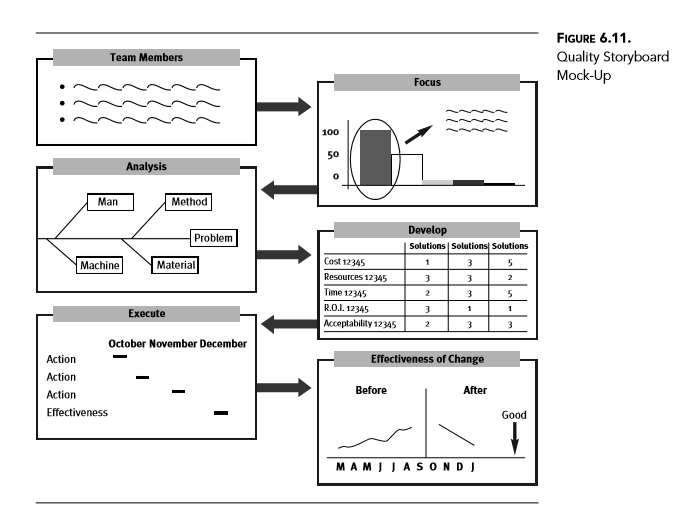 FIGURE 6.11.
Quality Storyboard
Mock-Up
Team Members
Focus
100
50
0
Analysis
Man
Method
Problem
Machine
Material
Develop
Solutions Solutions Solutions
Cost 12345 1 3 5
Resources 12345 3 3 2
Time 12345 2 3 5
R.O.I. 12345 3 1 1
Acceptability 12345 2 3 3
Execute
October November December
Action
Action
Action
Effectiveness
Effectiveness of Change
Before After
Good
M A M J J A S O N D J